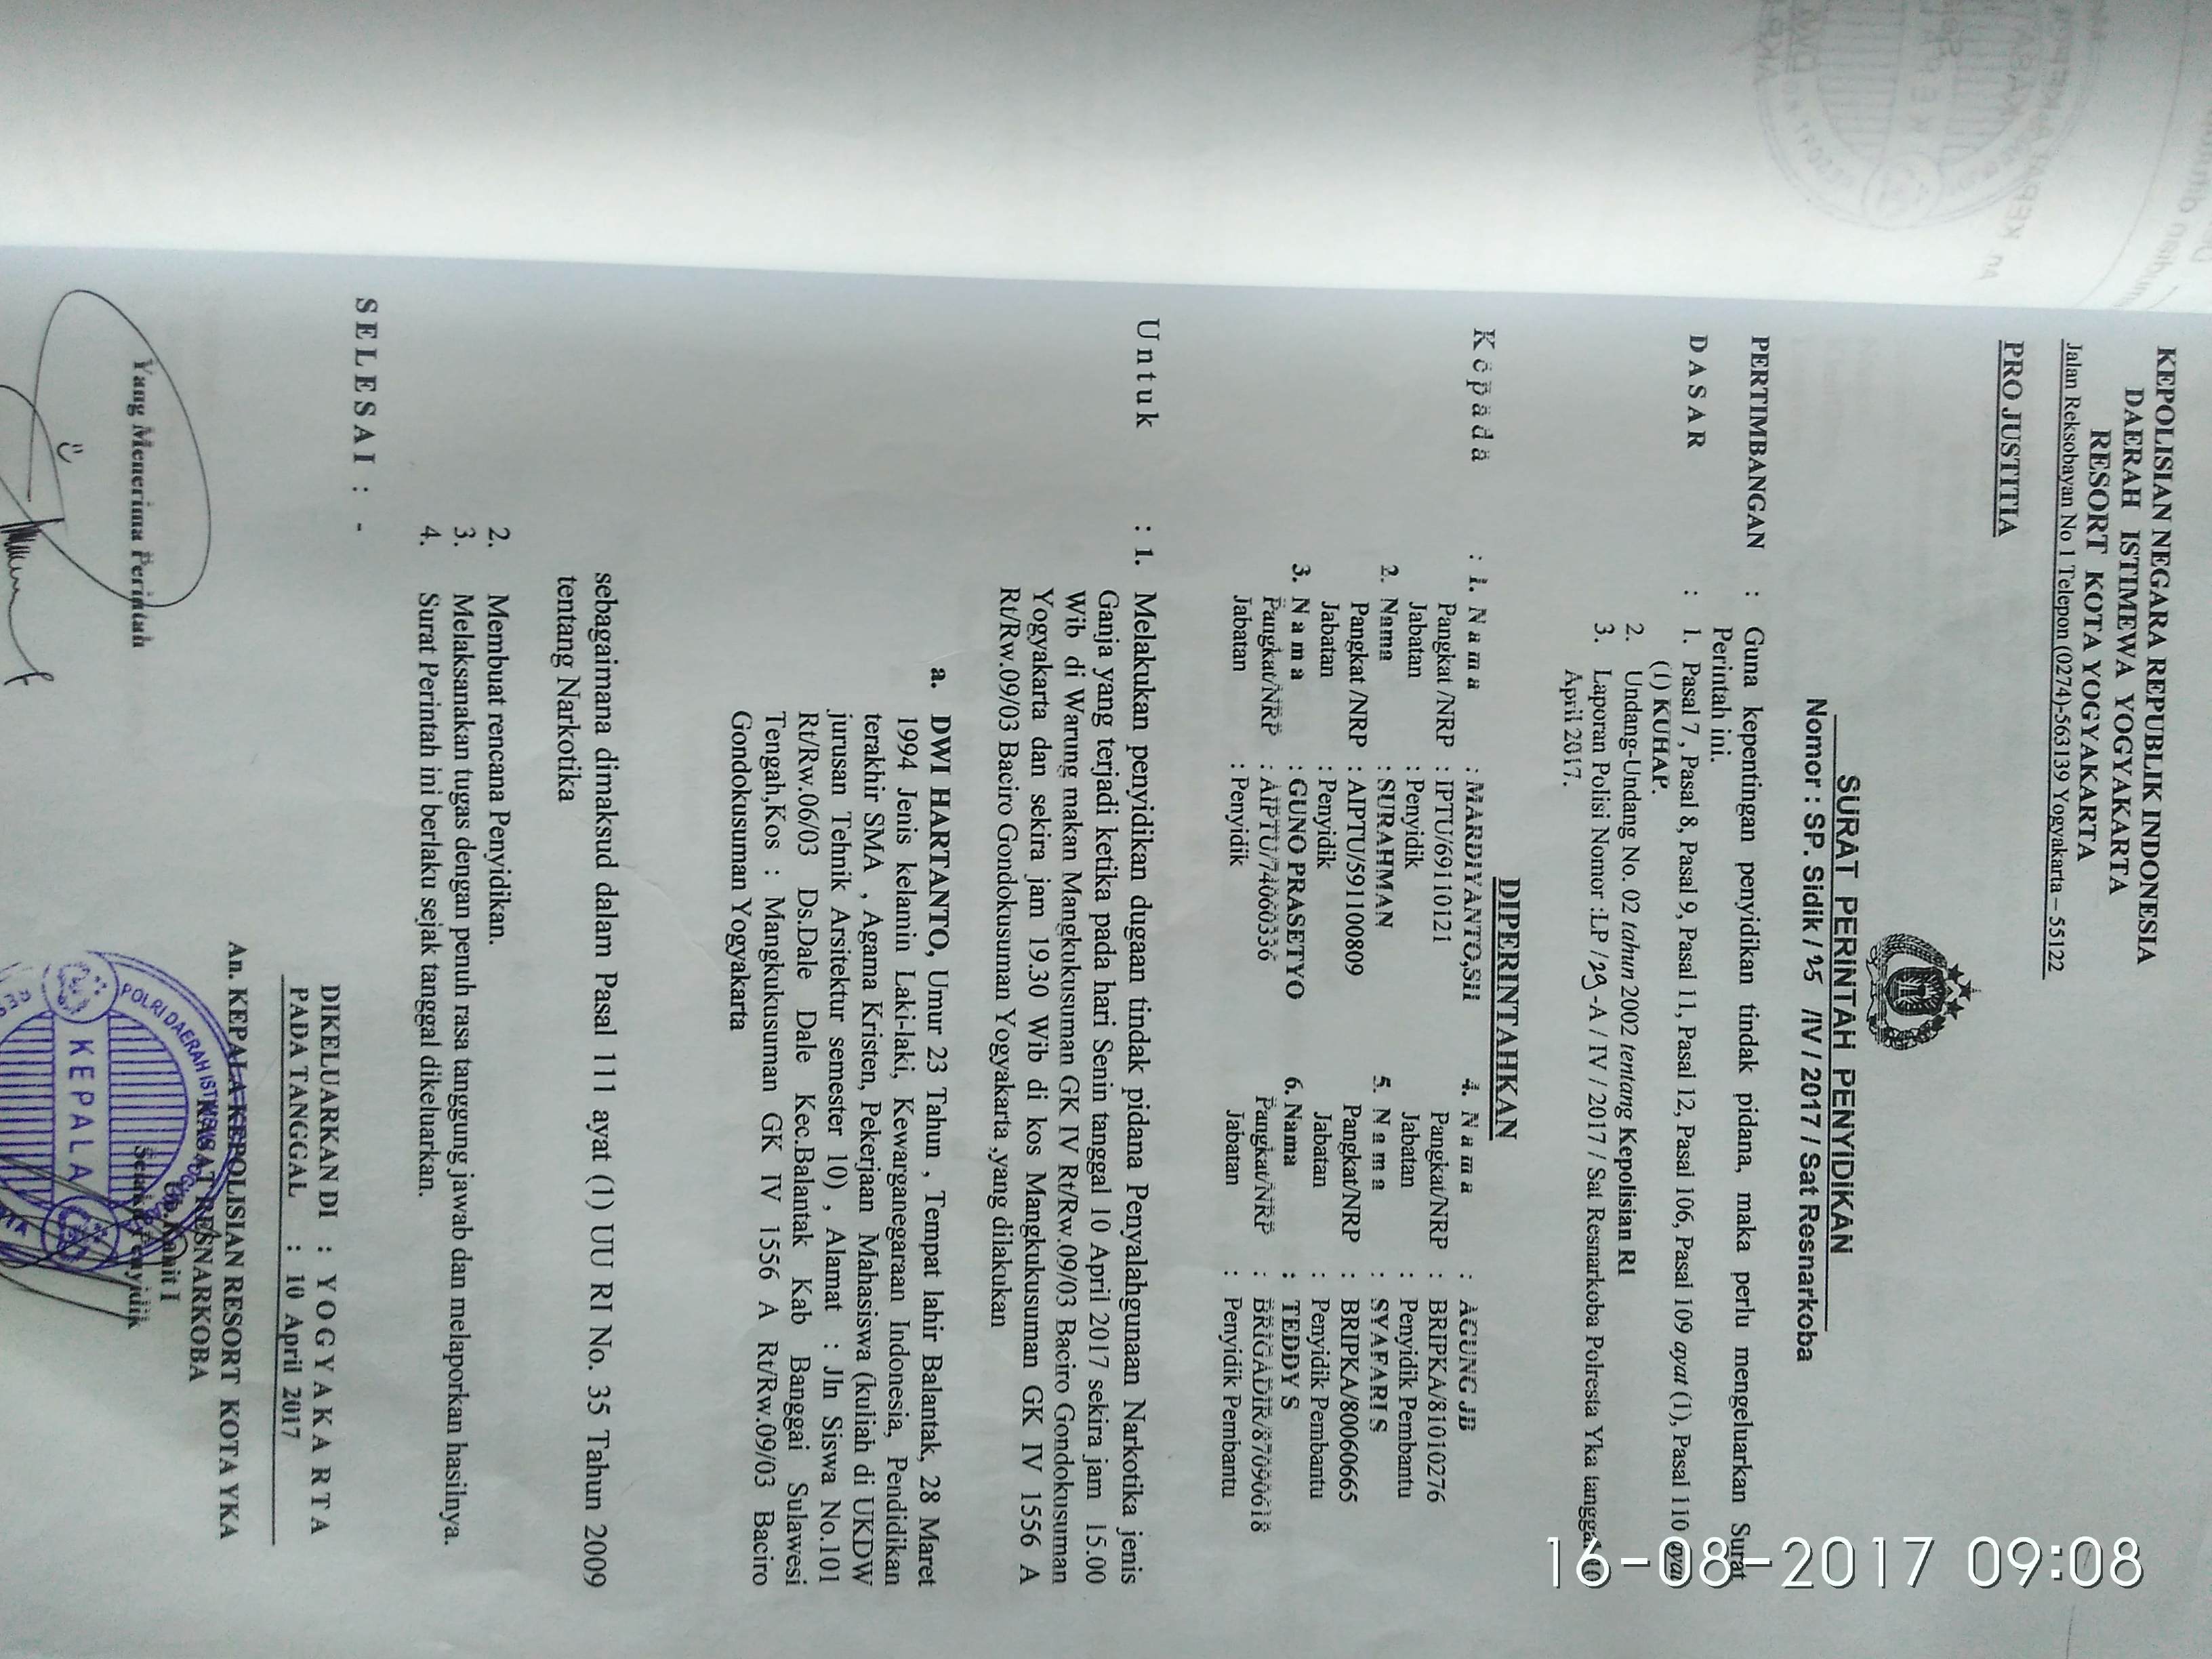 KEPOLISIAN NEGARA REPUBLIK INDONESIA
DAERAH ISTIMEWA YOGYAKARTA
RESORT KOTA YOGYAKARTA
Jalan Reksobayan No 1 Telepon (0274)-563139 Yogyakarta – 55122
PRO JUSTITIA
SURAT PERINTAH PENYIDIKAN
Nomor : SP. Sidik / 25 /IV / 2017 / Sat Resnarkoba
PERTIMBANGAN : Guna kepentingan penyidikan tindak pidana, maka perlu mengeluarkan Surat
Perintah ini.
D A S A R : 1. Pasal 7 , Pasal 8, Pasal 9, Pasal 11, Pasal 12, Pasal 106, Pasal 109 ayat (1), Pasal 110 ayat
(1) KUHAP.
2. Undang-Undang No. 02 tahun 2002 tentang Kepolisian RI
3. Laporan Polisi Nomor :LP / 29 -A / IV / 2017 / Sat Resnarkoba Polresta Yka tanggal 10
April 2017.
DIPERINTAHKAN
K e p a d a : 1. N a m a : MARDIYANTO,SH 4. N a m a : AGUNG JB
Pangkat /NRP : IPTU/69110121 Pangkat/NRP : BRIPKA/81010276
Jabatan : Penyidik Jabatan : Penyidik Pembantu
2. Nama : SURAHMAN 5. N a m a : SYAFARI S
Pangkat /NRP : AIPTU/591100809 Pangkat/NRP : BRIPKA/80060665
Jabatan : Penyidik Jabatan : Penyidik Pembantu
3. N a m a : GUNO PRASETYO 6. Nama : TEDDY S
Pangkat/NRP : AIPTU/74060336 Pangkat/NRP : BRIGADIR/87090618
Jabatan : Penyidik Jabatan : Penyidik Pembantu
U n t u k : 1. Melakukan penyidikan dugaan tindak pidana Penyalahgunaan Narkotika jenis
Ganja yang terjadi ketika pada hari Senin tanggal 10 April 2017 sekira jam 15.00
Wib di Warung makan Mangkukusuman GK IV Rt/Rw.09/03 Baciro Gondokusuman
Yogyakarta dan sekira jam 19.30 Wib di kos Mangkukusuman GK IV 1556 A
Rt/Rw.09/03 Baciro Gondokusuman Yogyakarta ,yang dilakukan
a. DWI HARTANTO, Umur 23 Tahun , Tempat lahir Balantak, 28 Maret
1994 Jenis kelamin Laki-laki, Kewarganegaraan Indonesia, Pendidikan
terakhir SMA , Agama Kristen, Pekerjaan Mahasiswa (kuliah di UKDW
jurusan Tehnik Arsitektur semester 10) , Alamat : Jln Siswa No.101
Rt/Rw.06/03 Ds.Dale Dale Kec.Balantak Kab Banggai Sulawesi
Tengah,Kos : Mangkukusuman GK IV 1556 A Rt/Rw.09/03 Baciro
Gondokusuman Yogyakarta
sebagaimana dimaksud dalam Pasal 111 ayat (1) UU RI No. 35 Tahun 2009
tentang Narkotika
2. Membuat rencana Penyidikan.
3. Melaksanakan tugas dengan penuh rasa tanggung jawab dan melaporkan hasilnya.
4. Surat Perintah ini berlaku sejak tanggal dikeluarkan.
S E L E S A I : -
DIKELUARKAN DI : Y O G Y A K A R T A
PADA TANGGAL : 10 April 2017
An. KEPALA KEPOLISIAN RESORT KOTA YKA
KASAT RESNARKOBA
Ub.Kanit I
Selaku Penyidik
Yang Menerima Perintah
POLRI DAERAH
KEPALA
16-08-2017 09:08